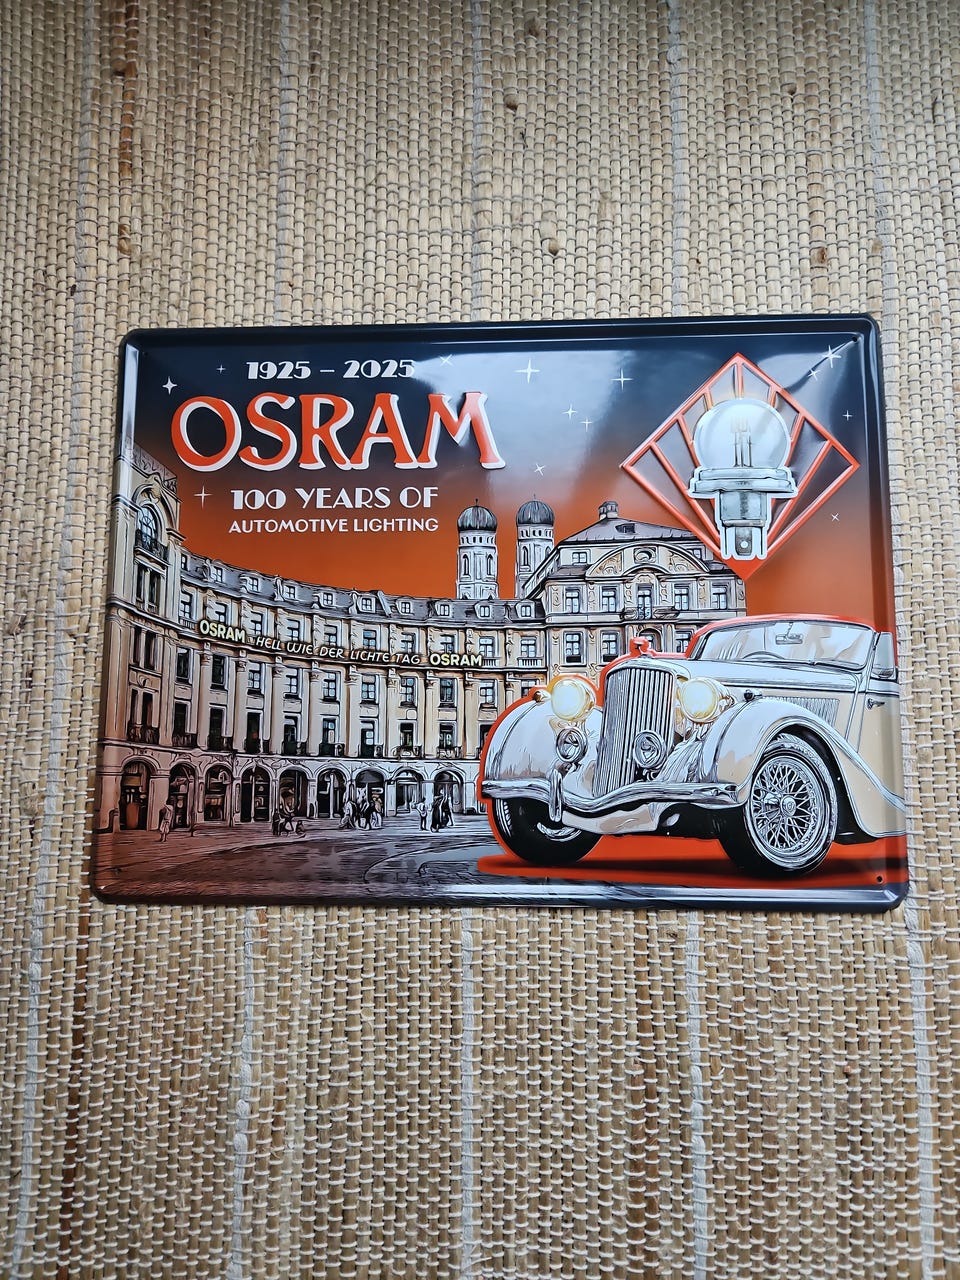 1925 – 2025
OSRAM
100 YEARS OF
AUTOMOTIVE LIGHTING
OSRAM - HELL WIE DER LICHTE TAG OSRAM